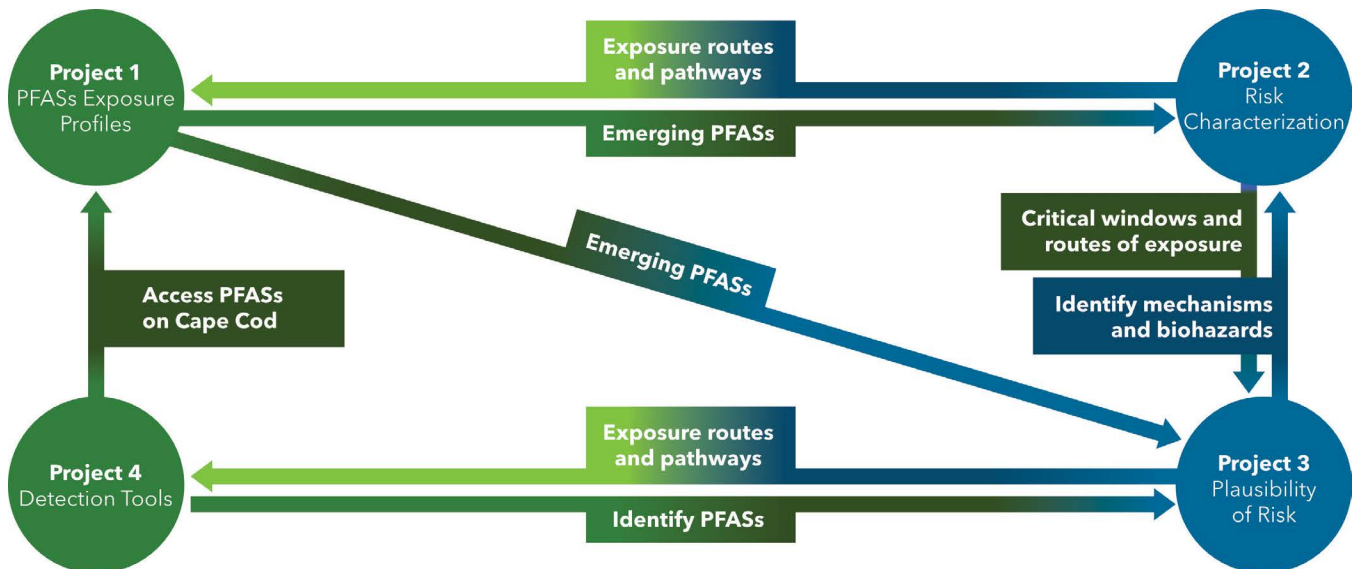 Project 1
PFASs Exposure
Profiles
Exposure routes
and pathways
Emerging PFASs
Project 2
Risk
Characterization
Emerging PFASs
Critical windows and
routes of exposure
Identify mechanisms
and biohazards
Access PFASs
on Cape Cod
Project 4
Detection Tools
Exposure routes
and pathways
Identify PFASs
Project 3
Plausibility
of Risk